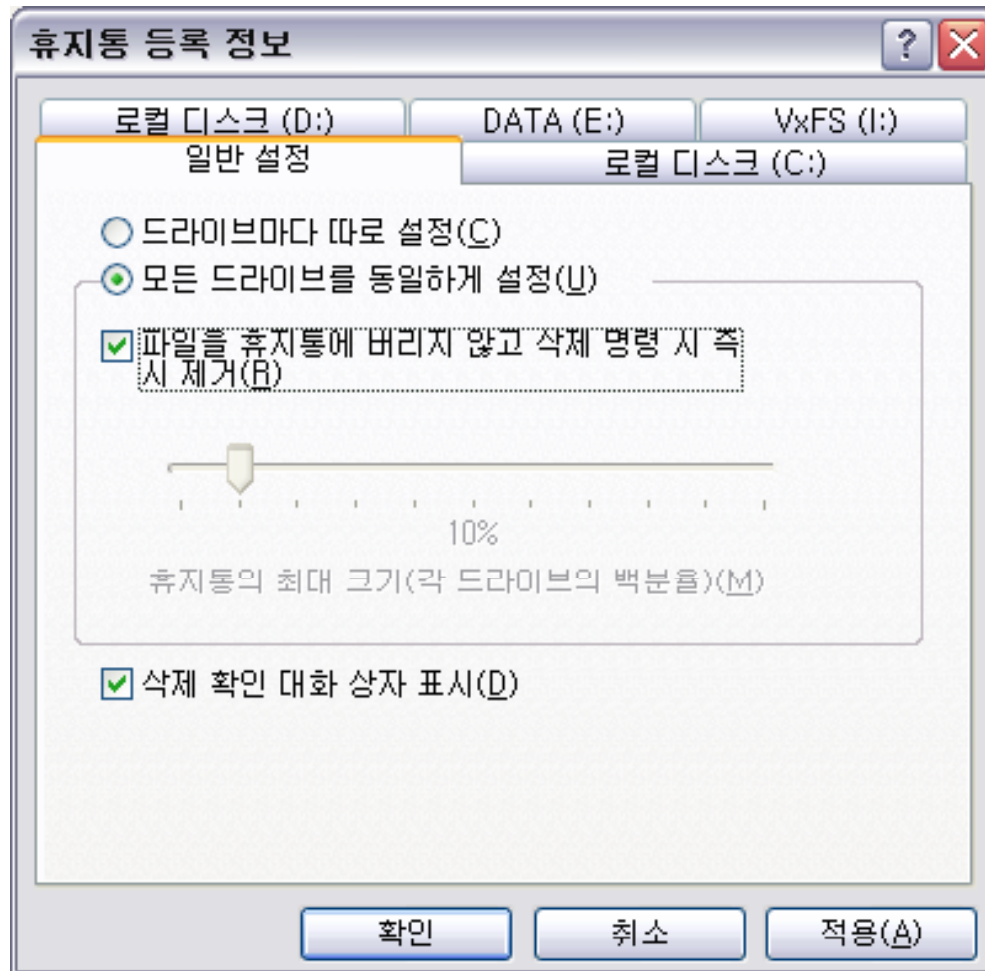 휴지통 등록 정보
로컬 디스크 (D:)
DATA (E:)
VxFS (I:)
일반 설정
로컬 디스크 (C:)
드라이브마다 따로 설정(C)
모든 드라이브를 동일하게 설정(U)
파일을 휴지통에 버리지 않고 삭제 명령 시 즉
시 제거(R)
10%
휴지통의 최대 크기(각 드라이브의 백분율)(M)
삭제 확인 대화 상자 표시(D)
확인
취소
적용(A)